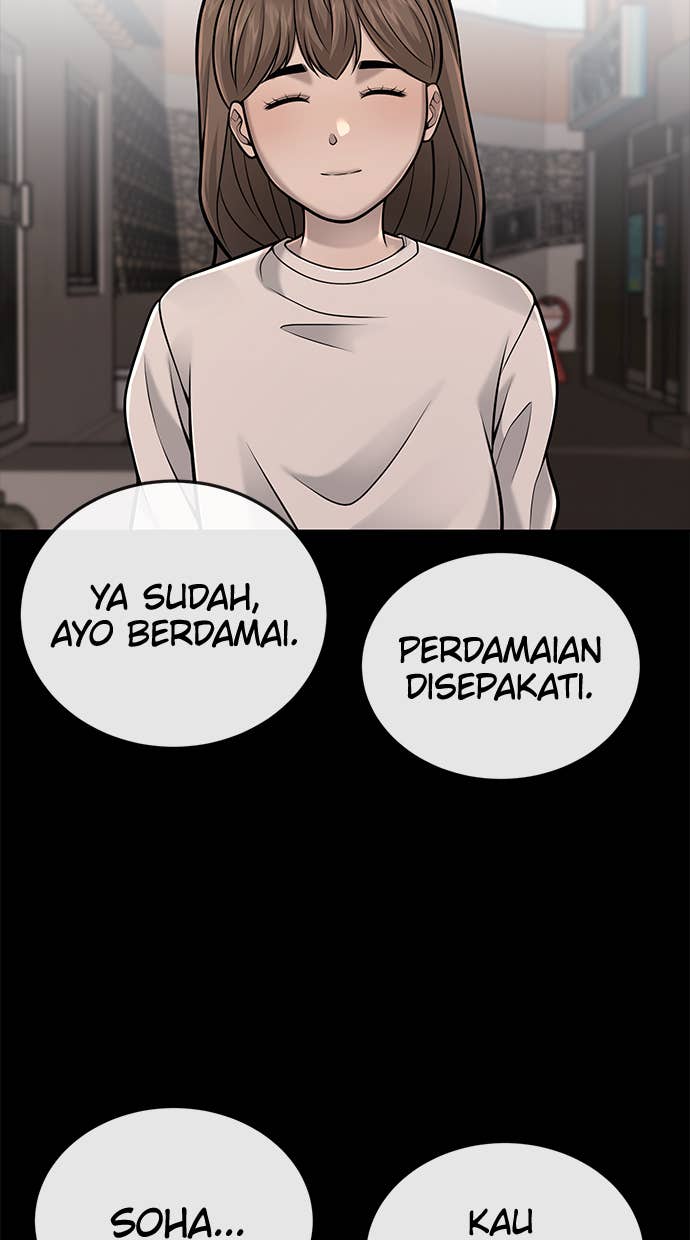 YA SUDAH,
AYO BERDAMAI.
PERDAMAIAN
DISEPAKATI.
SOHA...
KAU